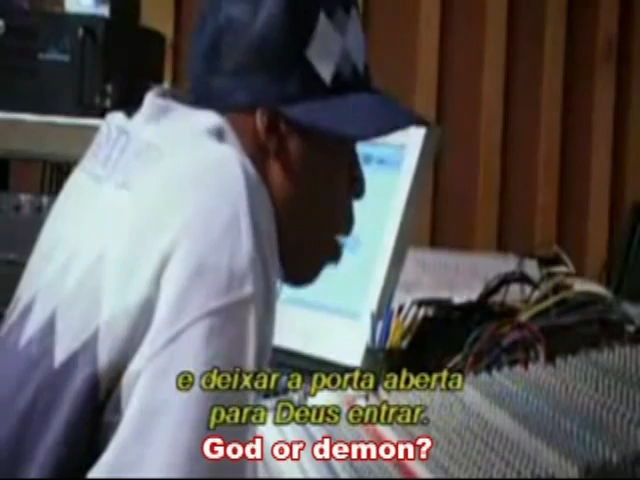 e deixar a porta aberta
para Deus entrar.
God or demon?